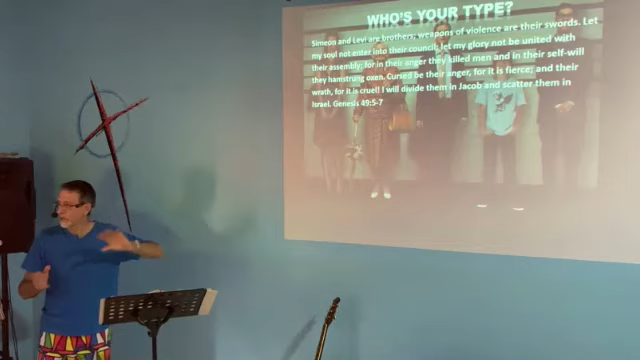 WHO'S YOUR TYPE?
Simeon and Levi are brothers; weapons of violence are their swords. Let
my soul not enter into their council; let my glory not be united with
their assembly; for in their anger they killed men and in their self-will
they hamstrung oxen. Cursed be their anger, for it is fierce; and their
wrath, for it is cruel! I will divide them in Jacob and scatter them in
Israel. Genesis 49:5-7